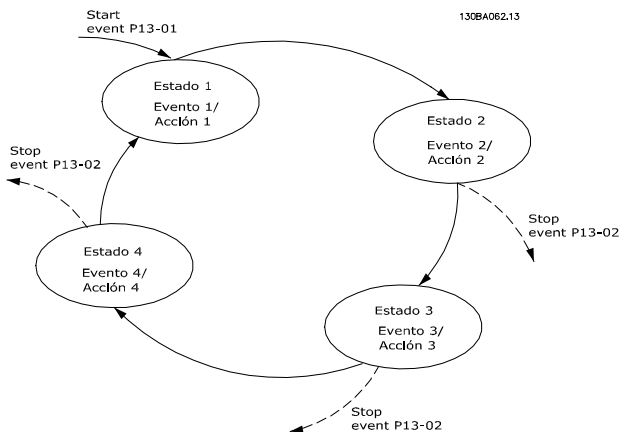 Start
event P13-01
130BA062.13
Estado 1
Evento 1/
Acción 1
Estado 2
Evento 2/
Acción 2
Stop
event P13-02
Stop
event P13-02
Estado 4
Evento 4/
Acción 4
Estado 3
Evento 3/
Acción 3
Stop
event P13-02